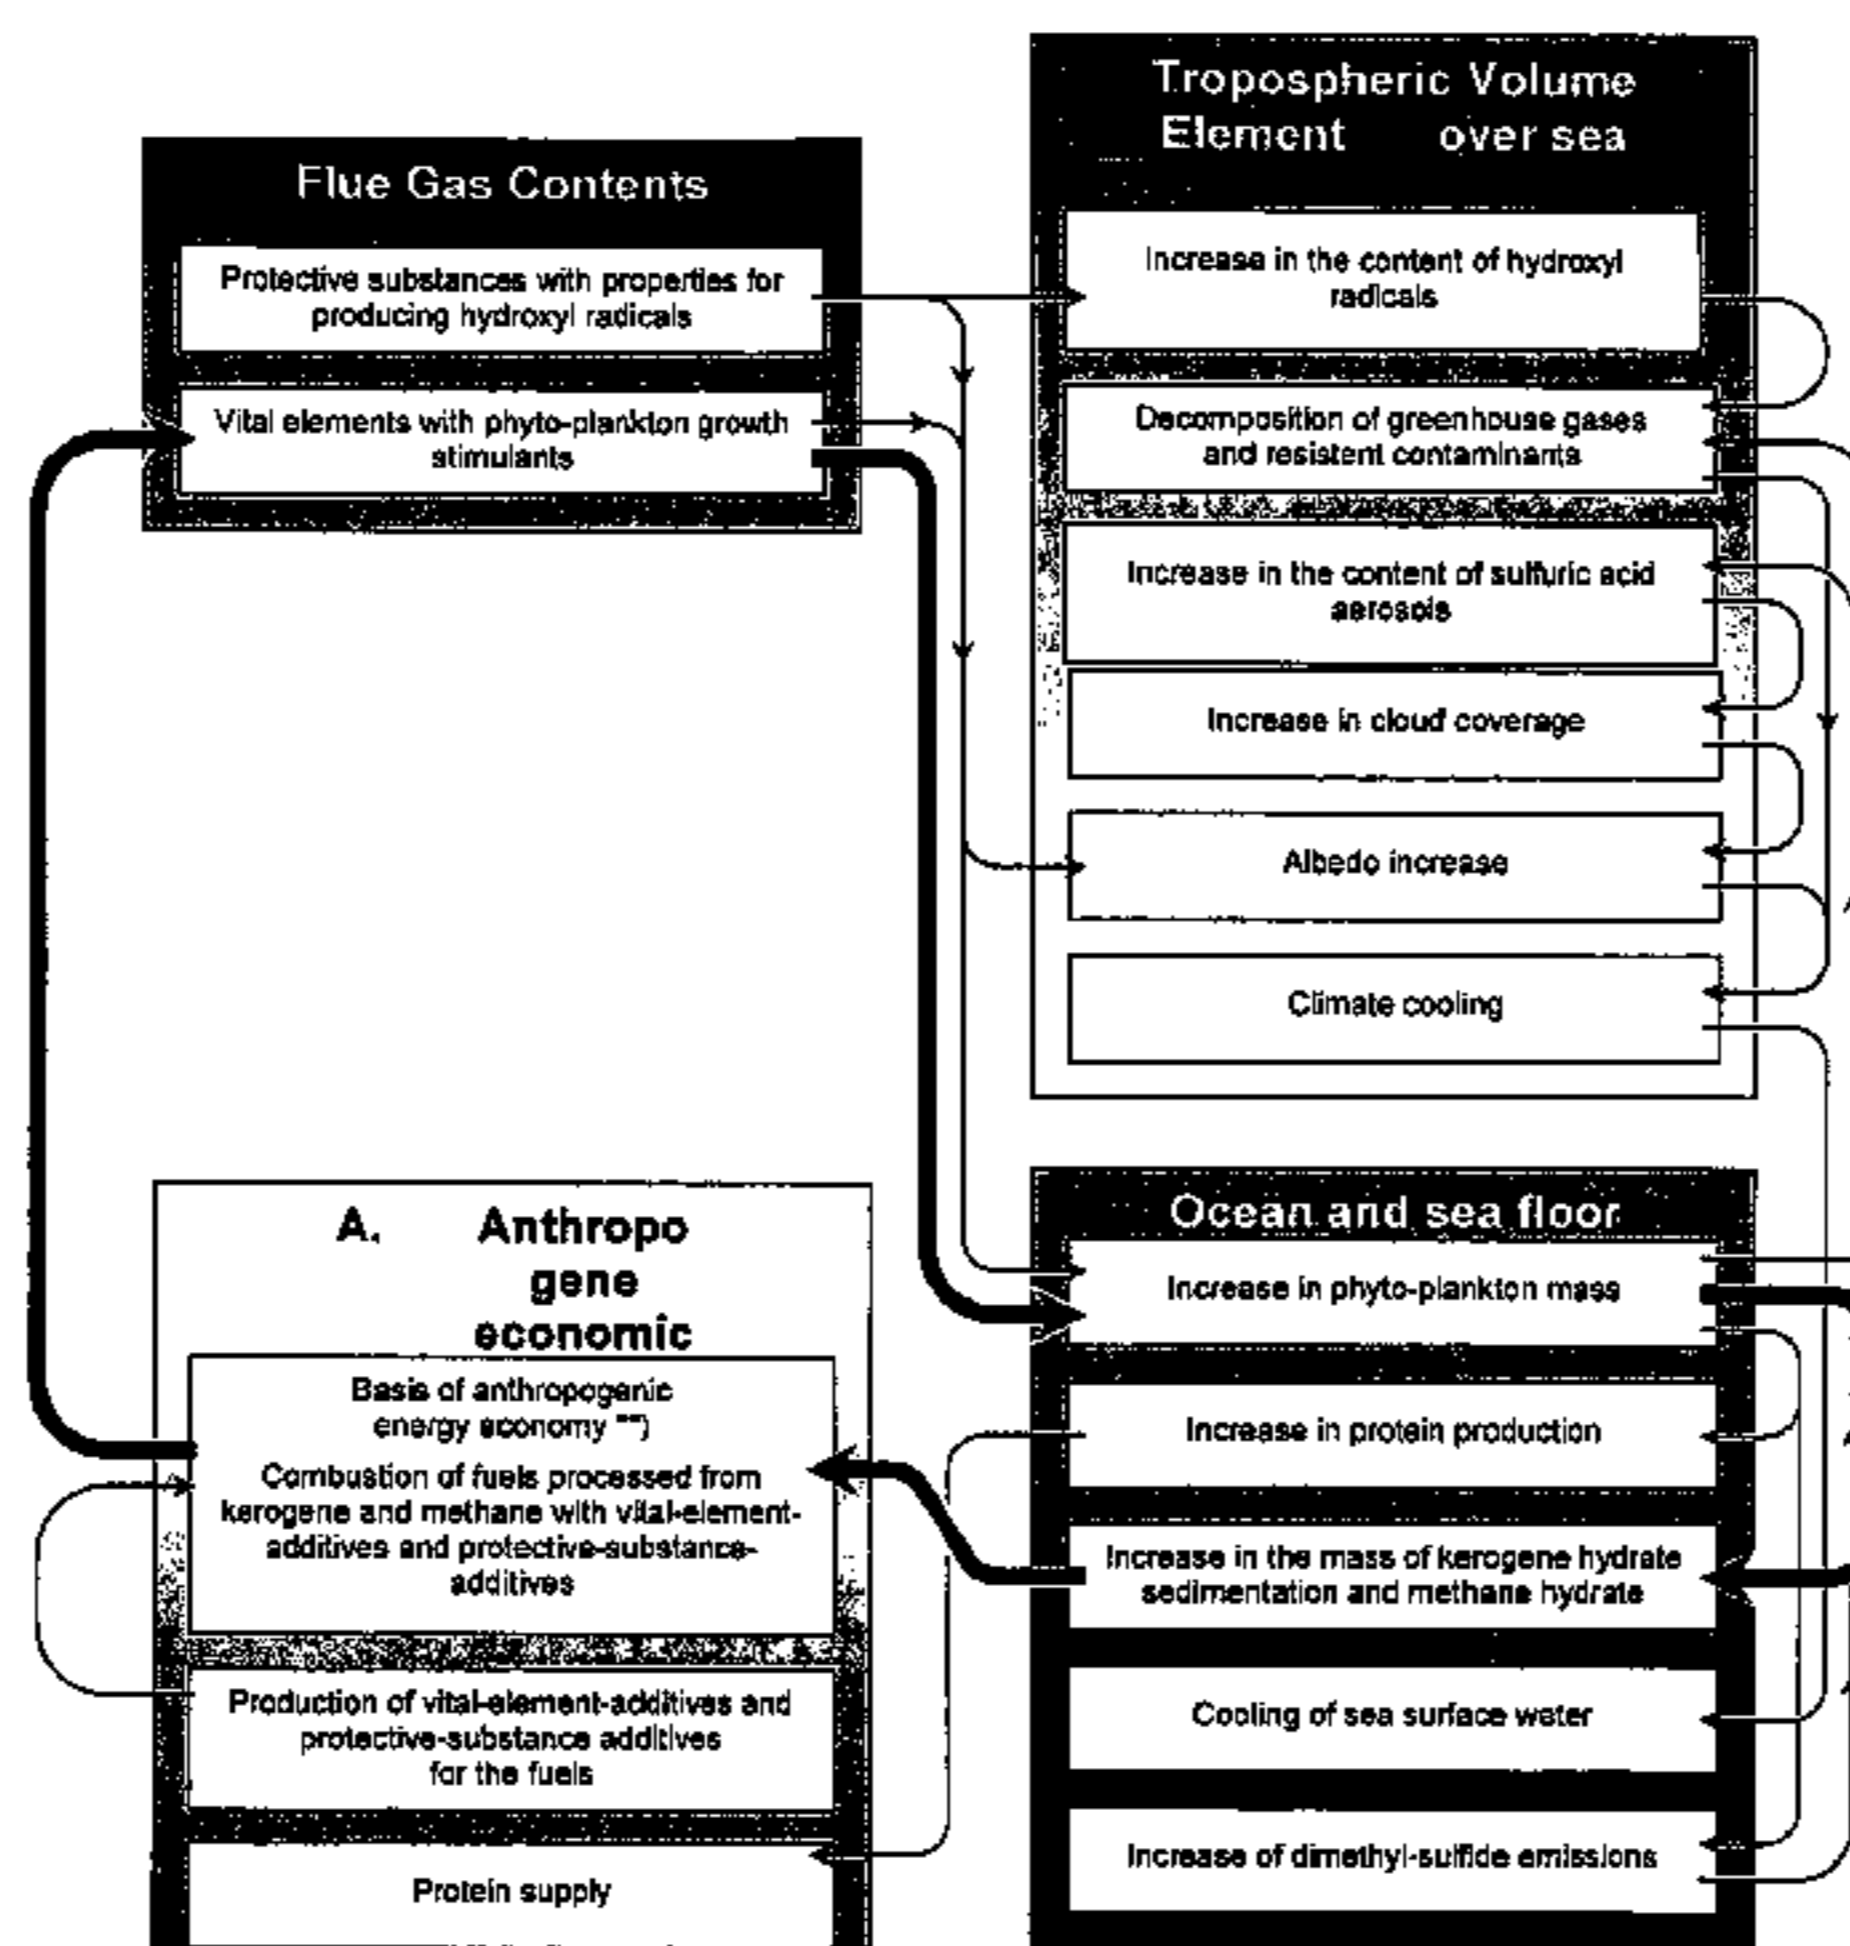 Flue Gas Contents
Protective substances with properties for
producing hydroxyl radicals
Vital elements with phyto-plankton growth
stimulants
Tropospheric Volume
Element over sea
Increase in the content of hydroxyl
radicals
Decomposition of greenhouse gases
and resistent contaminants
Increase in the content of sulfuric acid
aerosols
Increase in cloud coverage
Albedo increase
Climate cooling
A. Anthropo
gene
economic
Basis of anthropogenic
energy economy **)
Combustion of fuels processed from
kerogene and methane with vital-element-
additives and protective-substance-
additives
Production of vital-element-additives and
protective-substance additives
for the fuels
Protein supply
Ocean and sea floor
Increase in phyto-plankton mass
Increase in protein production
Increase in the mass of kerogene hydrate
sedimentation and methane hydrate
Cooling of sea surface water
Increase of dimethyl-sulfide emissions